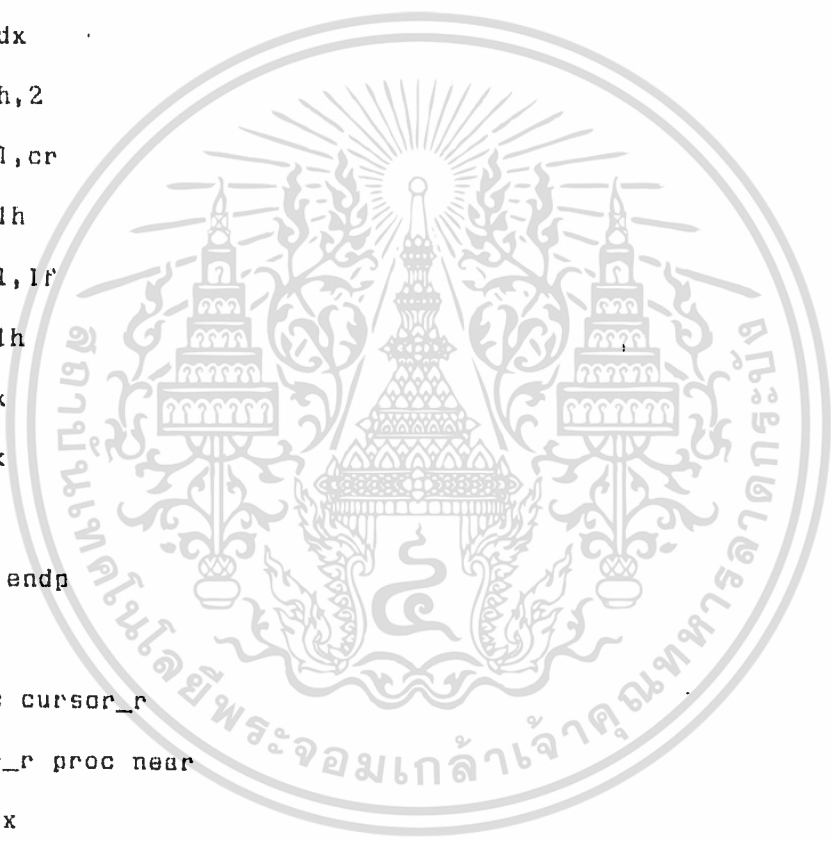 dx
h,2
l,cr
1h
l,lf
1h
x
x
endp
cursor_r
_r proc near
x
สถาบันเทคโนโลยีพระจอมเกล้าเจ้าคุณทหารลาดกระบัง